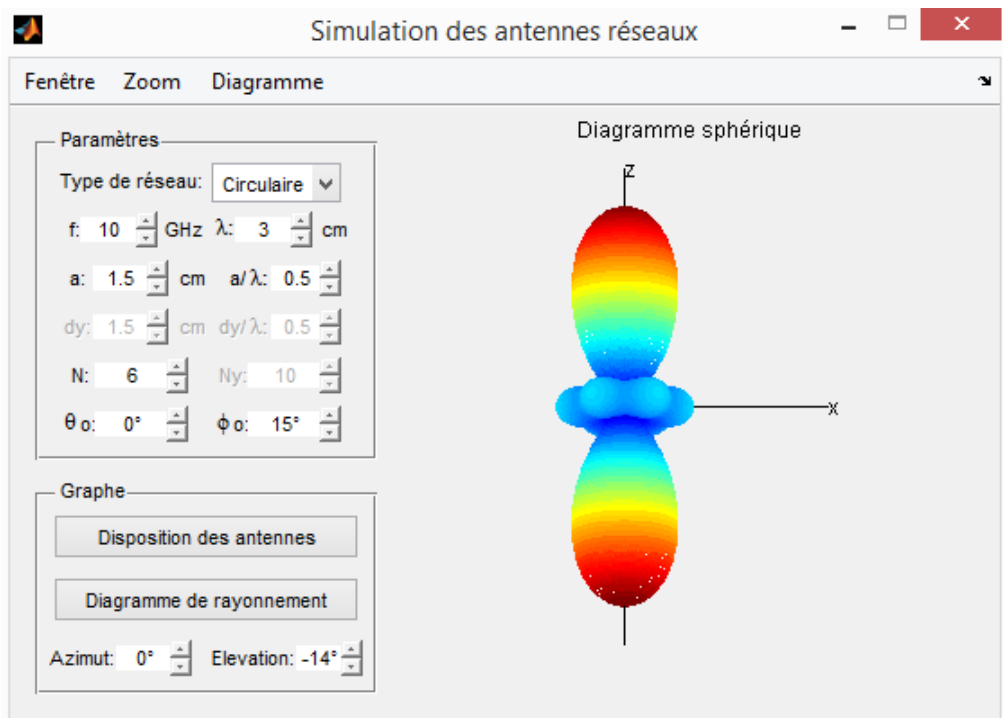 Simulation des antennes réseaux
Fenêtre Zoom Diagramme
Paramètres
Type de réseau: Circulaire
f: 10 GHz λ: 3 cm
a: 1.5 cm a/λ: 0.5
dy: 1.5 cm dy/λ: 0.5
N: 6 Ny: 10
θo: 0° ϕo: 15°
Graphe
Disposition des antennes
Diagramme de rayonnement
Azimut: 0° Elevation: -14°
Diagramme sphérique
z
x